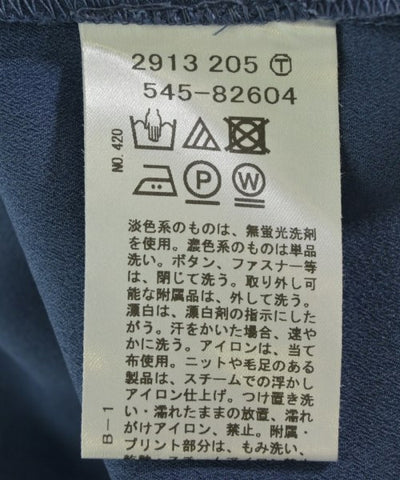 2913 205 Ⓣ
545-82604
NO.420
P W
淡色系のものは、無蛍光洗剤
を使用。濃色系のものは単品
洗い。ボタン、ファスナー等
は、閉じて洗う。取り外し可
能な附属品は、外して洗う。
漂白は、漂白剤の指示にした
がう。汗をかいた場合、速や
かに洗う。アイロンは、当て
布使用。ニットや毛足のある
製品は、スチームでの浮かし
アイロン仕上げ。つけ置き洗
い・濡れたままの放置、濡れ
がけアイロン、禁止。附属・
プリント部分は、もみ洗い、
B-1